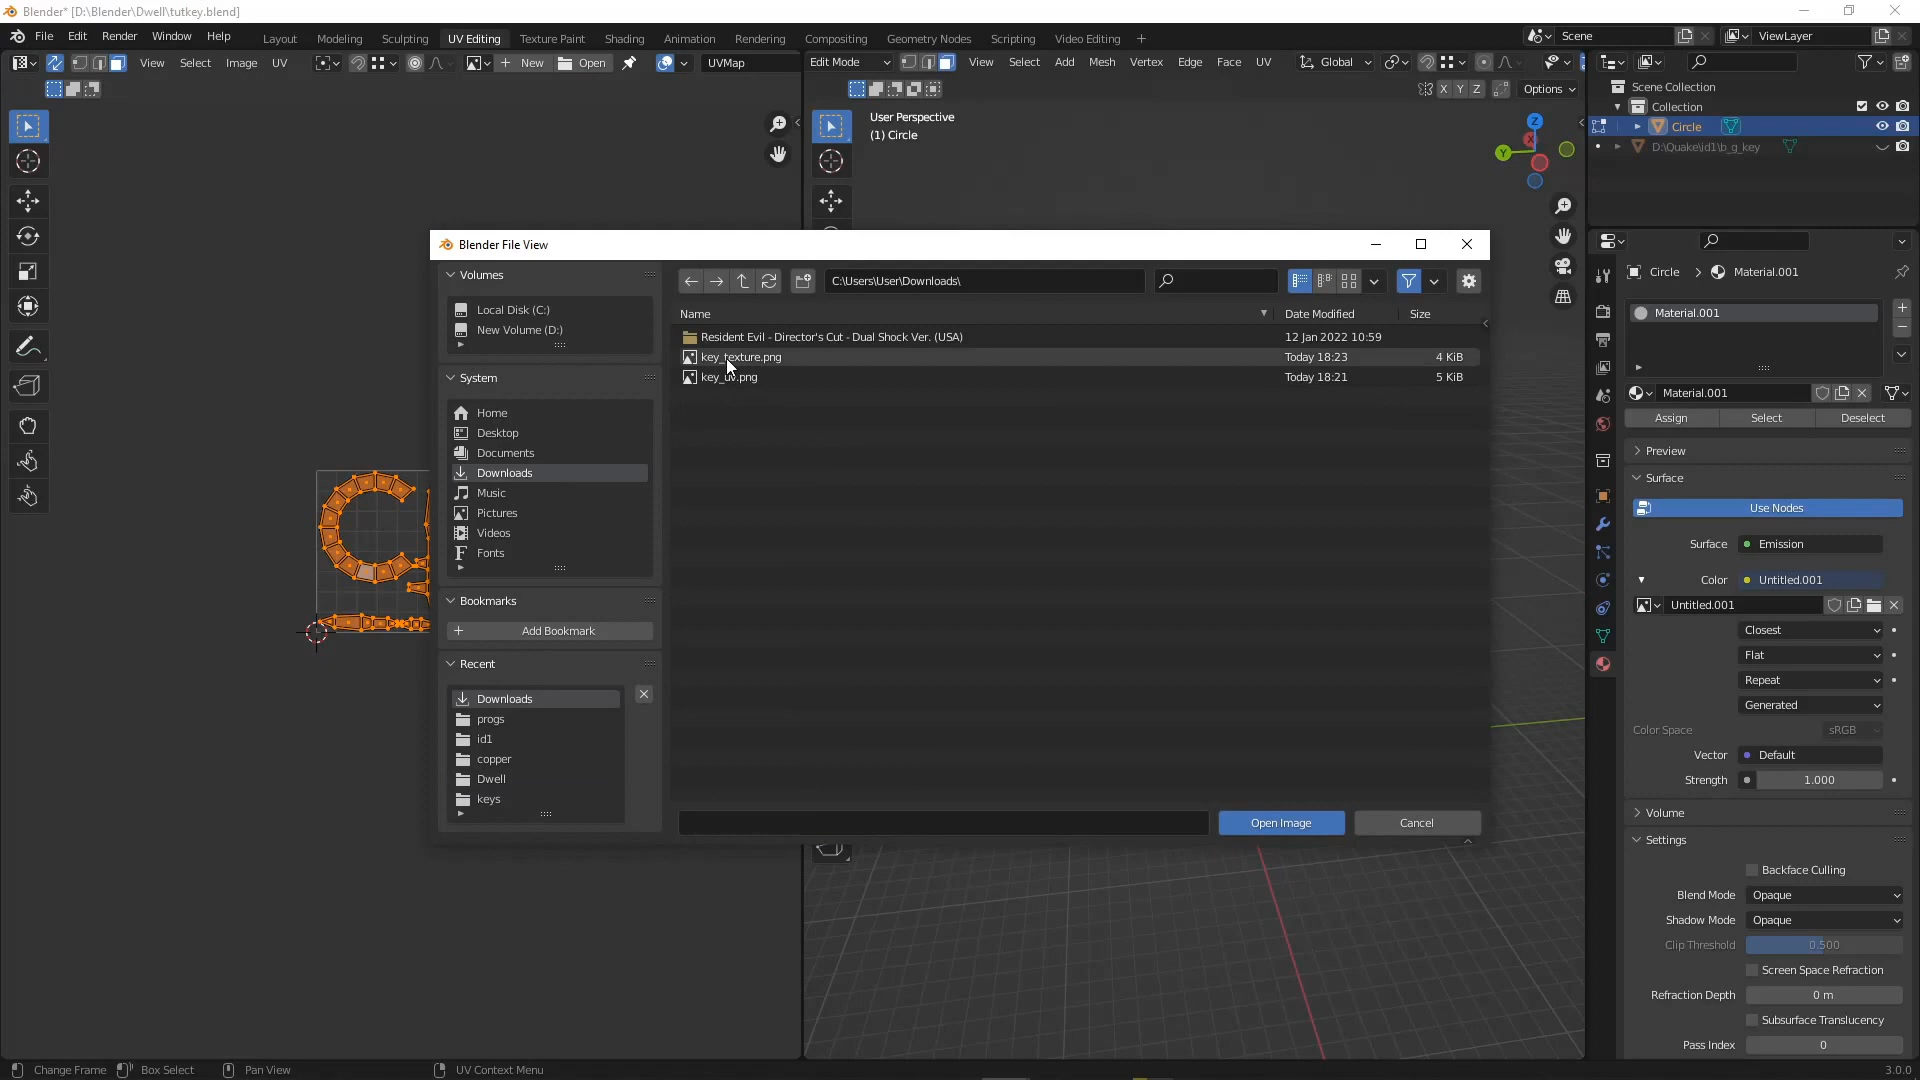 Blender* [D:\Blender\Dwell\tutkey.blend]
File Edit Render Window Help Layout Modeling Sculpting UV Editing Texture Paint Shading Animation Rendering Compositing Geometry Nodes Scripting Video Editing + Scene ViewLayer
View Select Image UV New Open UVMap
Edit Mode View Select Add Mesh Vertex Edge Face UV Global
X Y Z Options
User Perspective
(1) Circle
Z
X
Y
Scene Collection
Collection
Circle
D:\Quake\id1\b_g_key
Blender File View
Volumes
Local Disk (C:)
New Volume (D:)
System
Home
Desktop
Documents
Downloads
Music
Pictures
Videos
Fonts
Bookmarks
Add Bookmark
Recent
Downloads
progs
id1
copper
Dwell
keys
C:\Users\User\Downloads\
Name Date Modified Size
Resident Evil - Director's Cut - Dual Shock Ver. (USA) 12 Jan 2022 10:59
key_texture.png Today 18:23 4 KiB
key_uv.png Today 18:21 5 KiB
Open Image Cancel
Circle > Material.001
Material.001
Material.001
Assign Select Deselect
Preview
Surface
Use Nodes
Surface Emission
Color Untitled.001
Untitled.001
Closest
Flat
Repeat
Generated
Color Space sRGB
Vector Default
Strength 1.000
Volume
Settings
Backface Culling
Blend Mode Opaque
Shadow Mode Opaque
Clip Threshold 0.500
Screen Space Refraction
Refraction Depth 0 m
Subsurface Translucency
Pass Index 0
Change Frame Box Select Pan View UV Context Menu 3.0.0